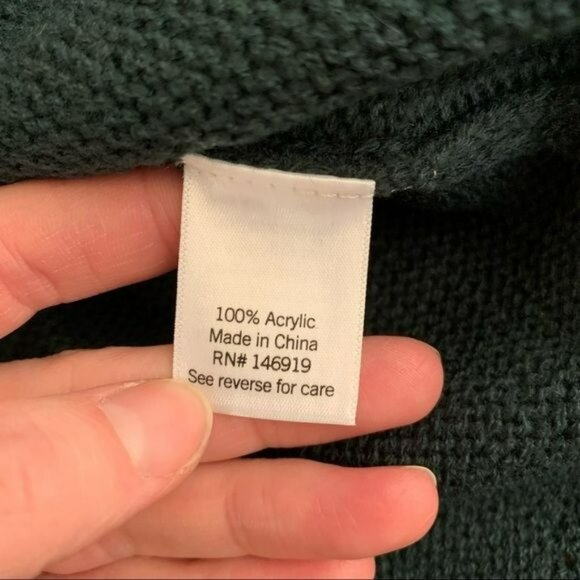 100% Acrylic
Made in China
RN# 146919
See reverse for care